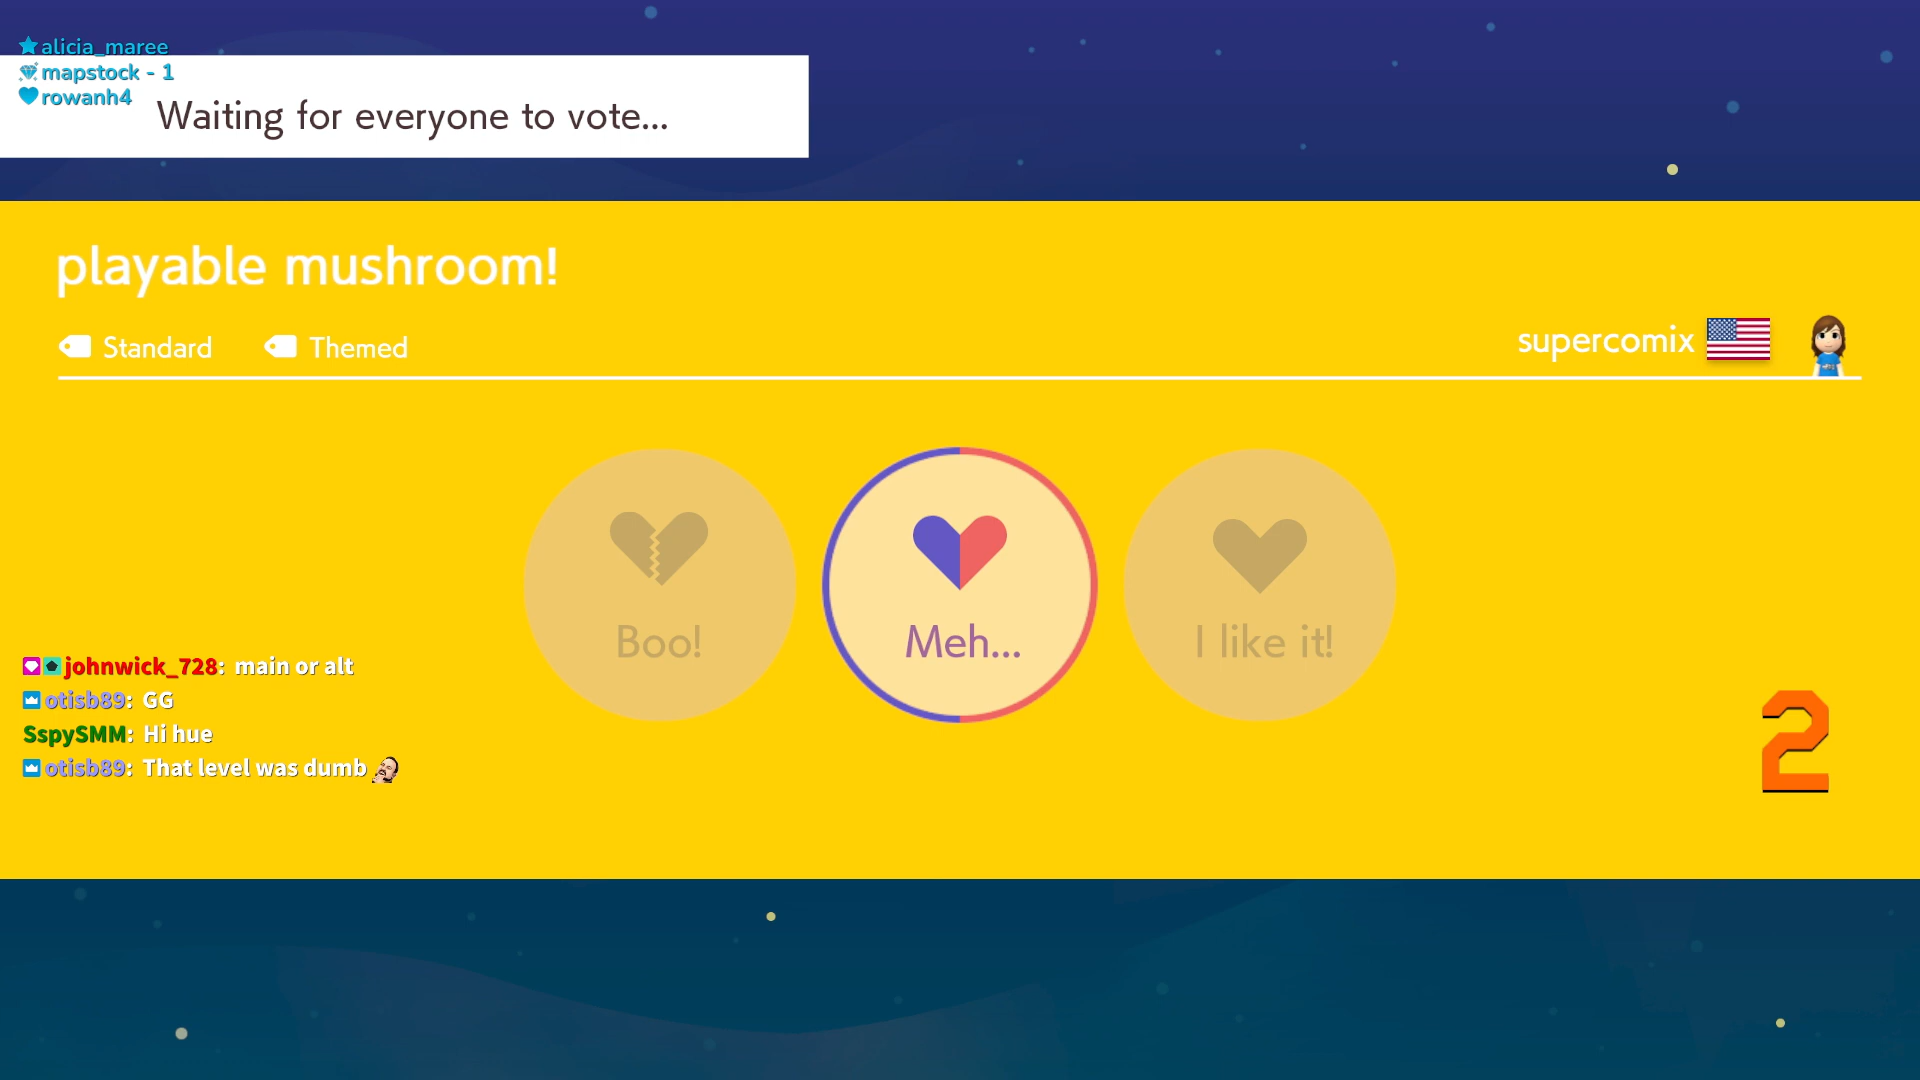 alicia_maree
mapstock - 1
rowanh4
Waiting for everyone to vote...
playable mushroom!
Standard
Themed
supercomix
Boo!
Meh...
I like it!
johnwick_728: main or alt
otisb89: GG
SspySMM: Hi hue
otisb89: That level was dumb
2